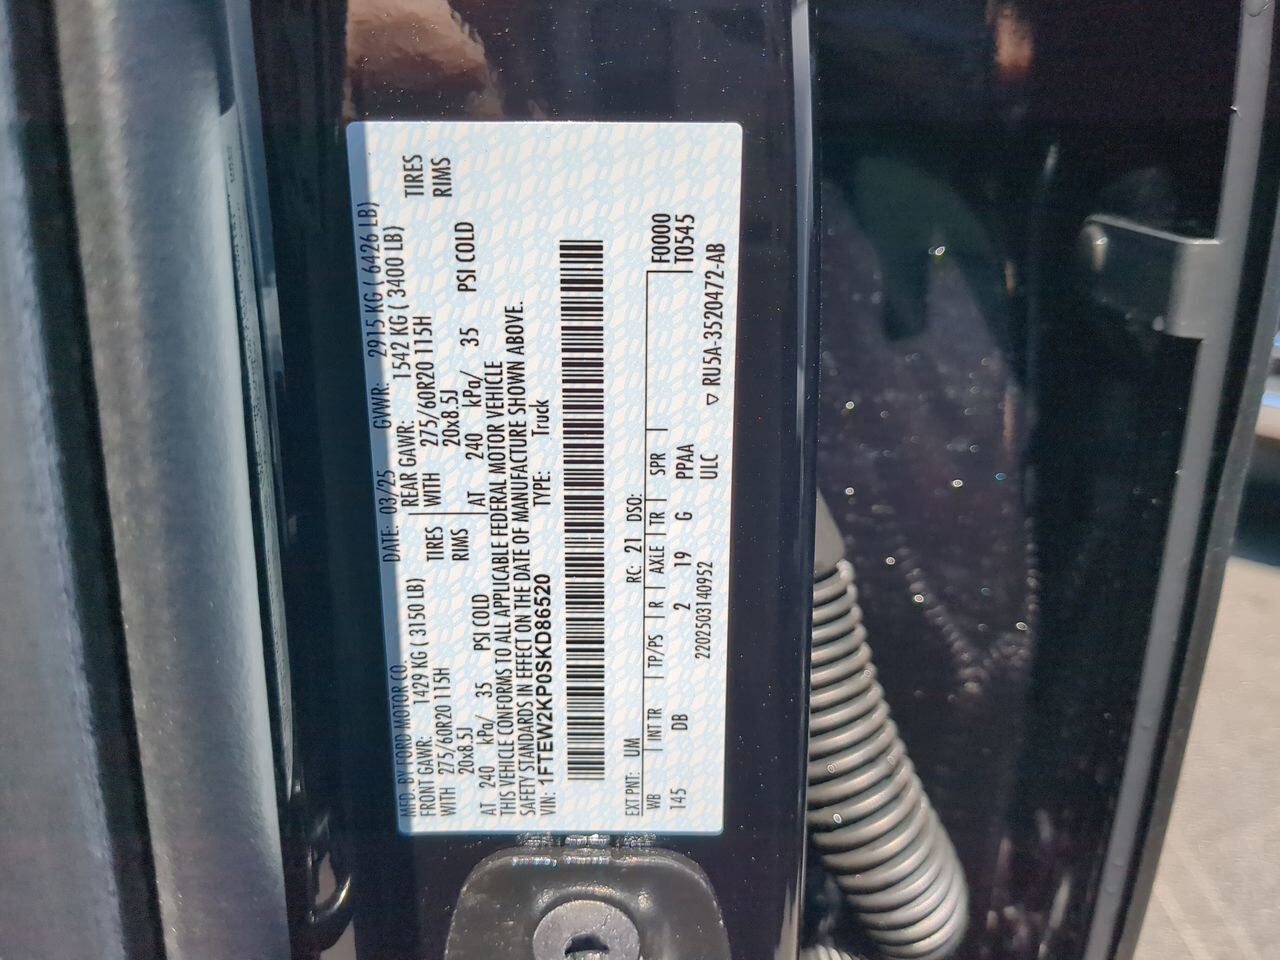 MFD. BY FORD MOTOR CO.
DATE: 03/25 GVWR: 2915 KG ( 6426 LB)
FRONT GAWR: 1429 KG ( 3150 LB)
REAR GAWR: 1542 KG ( 3400 LB)
WITH 275/60R20 115H TIRES
WITH 275/60R20 115H TIRES
20x8.5J RIMS
20x8.5J RIMS
AT 240 kPa/ 35 PSI COLD
AT 240 kPa/ 35 PSI COLD
THIS VEHICLE CONFORMS TO ALL APPLICABLE FEDERAL MOTOR VEHICLE
SAFETY STANDARDS IN EFFECT ON THE DATE OF MANUFACTURE SHOWN ABOVE.
VIN: 1FTEW2KP0SKD86520 TYPE: Truck
EXT PNT: UM RC: 21 DSO: F0000
WB INT TR TP/PS R AXLE TR SPR T0545
145 DB 2 19 G PPAA
2202503140952 ULC ▽ RU5A-3520472-AB